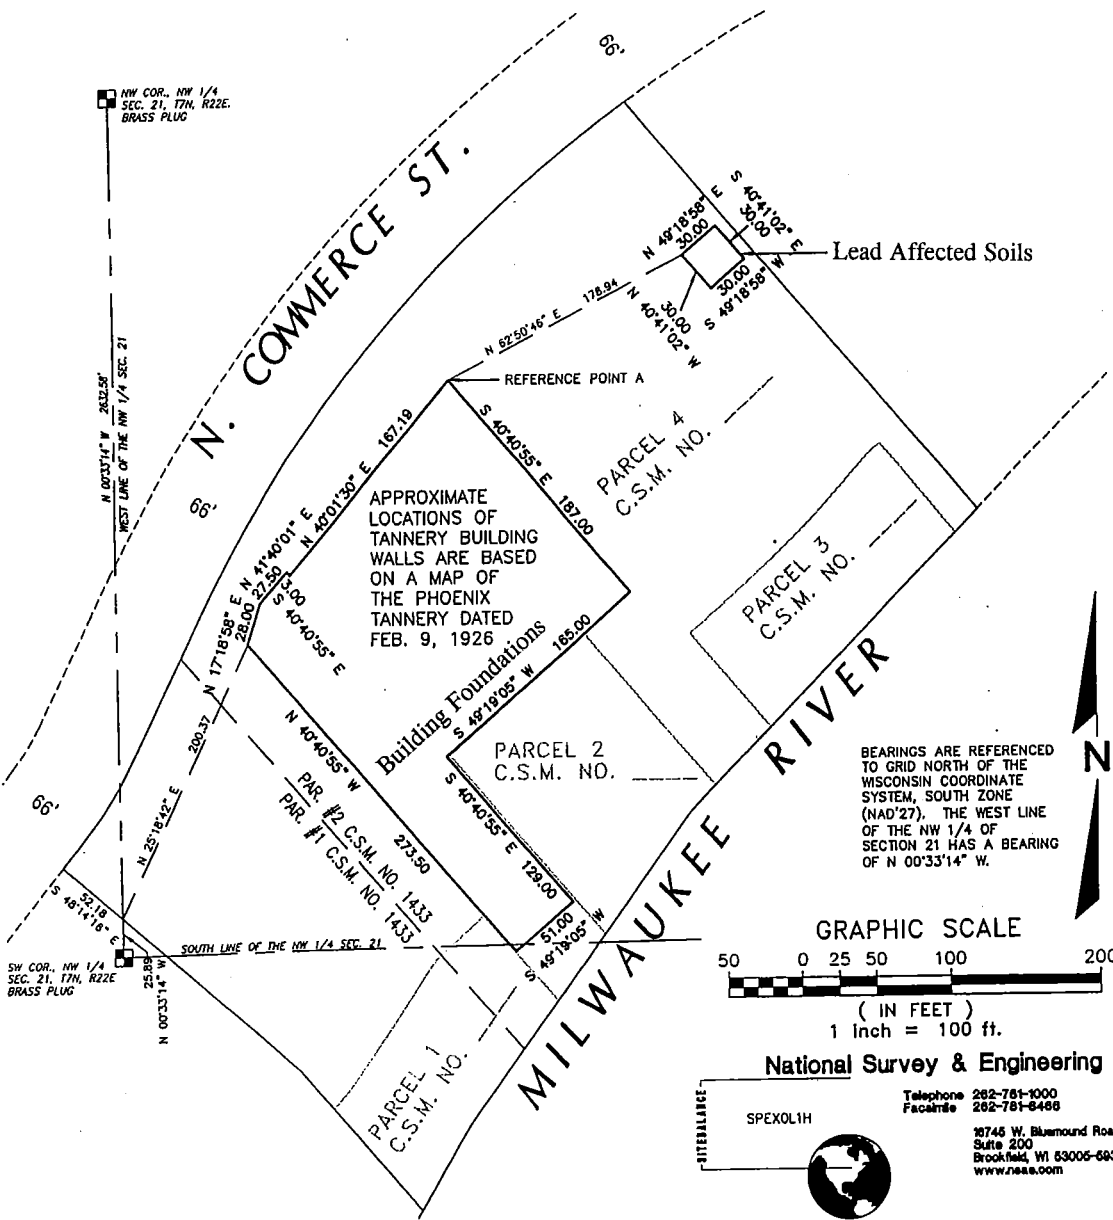 66'
NW COR., NW 1/4
SEC. 21, T7N, R22E.
BRASS PLUG
N. COMMERCE ST.
S 40°41'02" E
30.00
N 49°18'58" E
30.00
Lead Affected Soils
30.00
S 49°18'58" W
30.00
N 40°41'02" W
N 62°50'46" E 178.94
REFERENCE POINT A
N 00°33'14" W 2632.58'
WEST LINE OF THE NW 1/4 SEC. 21
66'
N 40°01'30" E 167.19
S 40°40'55" E 187.00
PARCEL 4
C.S.M. NO.
APPROXIMATE
LOCATIONS OF
TANNERY BUILDING
WALLS ARE BASED
ON A MAP OF
THE PHOENIX
TANNERY DATED
FEB. 9, 1926
N 41°40'01" E
27.50
3.00
S 40°40'55" E
N 17°18'58" E
28.00
PARCEL 3
C.S.M. NO.
Building Foundations
S 49°19'05" W 165.00
N 40°40'55" W 273.50
PARCEL 2
C.S.M. NO.
S 40°40'55" E 129.00
N 25°18'42" E 200.37
66'
PAR. #2 C.S.M. NO. 1433
PAR. #1 C.S.M. NO. 1433
MILWAUKEE RIVER
N
BEARINGS ARE REFERENCED
TO GRID NORTH OF THE
WISCONSIN COORDINATE
SYSTEM, SOUTH ZONE
(NAD'27). THE WEST LINE
OF THE NW 1/4 OF
SECTION 21 HAS A BEARING
OF N 00°33'14" W.
52.18
S 48°14'16" E
51.00
S 49°19'05" W
SOUTH LINE OF THE NW 1/4 SEC. 21
SW COR., NW 1/4
SEC. 21, T7N, R22E
BRASS PLUG
25.89
N 00°33'14" W
PARCEL 1
C.S.M. NO.
GRAPHIC SCALE
50 0 25 50 100 200
( IN FEET )
1 inch = 100 ft.
National Survey & Engineering
Telephone 262-781-1000
Facsimile 262-781-8466
SITEBALANCE
SPEXOL1H
16745 W. Bluemound Roa
Suite 200
Brookfield, WI 53005-593
www.nsae.com